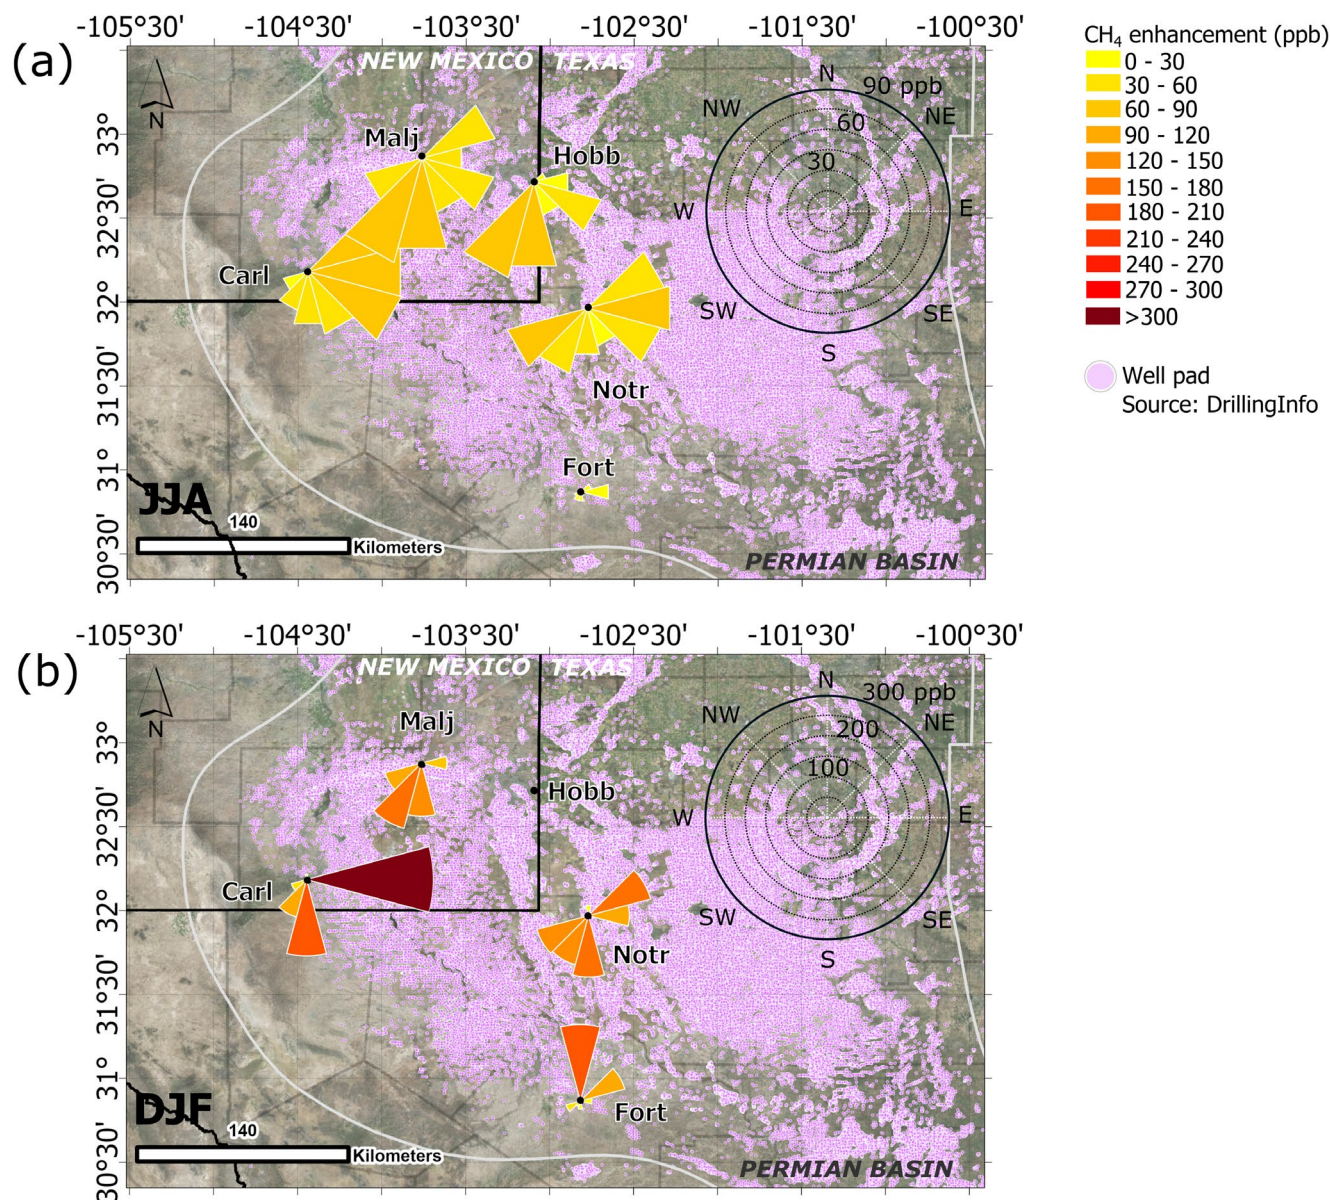 (a)
-105°30' -104°30' -103°30' -102°30' -101°30' -100°30'
NEW MEXICO TEXAS
N
33°
32°30'
32°
31°30'
31°
30°30'
Malj
Hobb
Carl
Notr
Fort
N
90 ppb
NW
60
NE
30
W
E
SW
SE
S
JJA
140
Kilometers
PERMIAN BASIN
CH₄ enhancement (ppb)
0 - 30
30 - 60
60 - 90
90 - 120
120 - 150
150 - 180
180 - 210
210 - 240
240 - 270
270 - 300
>300
Well pad
Source: DrillingInfo
(b)
-105°30' -104°30' -103°30' -102°30' -101°30' -100°30'
NEW MEXICO TEXAS
N
33°
32°30'
32°
31°30'
31°
30°30'
Malj
Hobb
Carl
Notr
Fort
N
300 ppb
NW
200
NE
100
W
E
SW
SE
S
DJF
140
Kilometers
PERMIAN BASIN